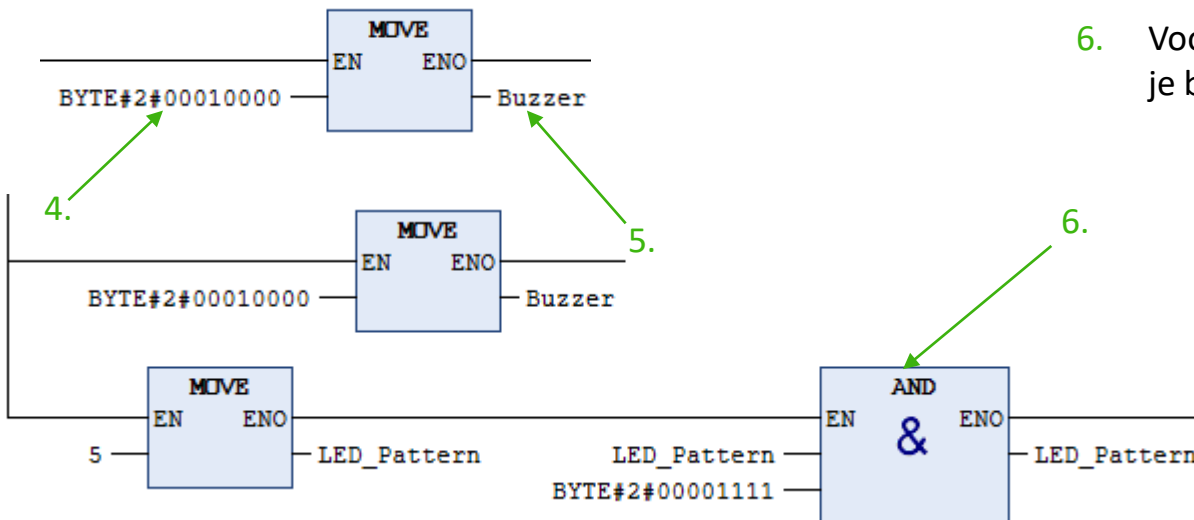 MOVE
EN ENO
BYTE#2#00010000 Buzzer
6.
je
4.
5.
MOVE
EN ENO
BYTE#2#00010000 Buzzer
6.
MOVE
EN ENO
5 LED_Pattern
AND
EN ENO
&
LED_Pattern LED_Pattern
BYTE#2#00001111